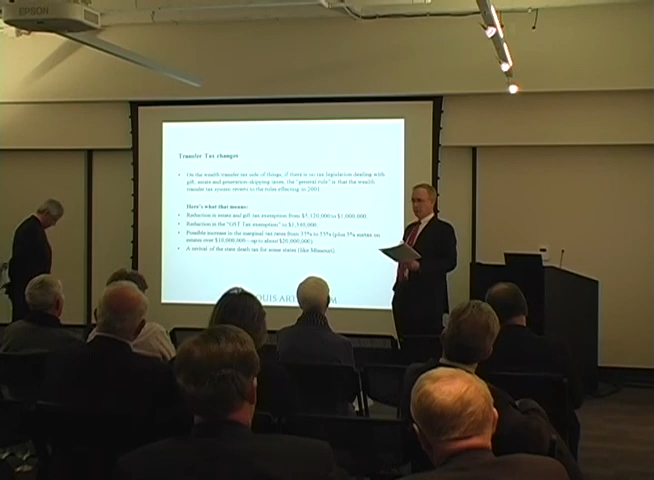 EPSON
Transfer Tax changes
On the wealth transfer tax side of things, if there is no tax legislation dealing with
gift, estate and generation-skipping taxes, the "general rule" is that the wealth
transfer tax system reverts to the rules effecting in 2001.
Here's what that means:
Reduction in estate and gift tax exemption from $5,120,000 to $1,000,000.
Reduction in the "GST Tax exemption" to $1,340,000
Possible increase in the marginal tax rates from 35% to 55% (plus 5% surtax on
estates over $10,000,000—up to about $20,000,000)
A revival of the state death tax for some states (like Missouri)
OUIS ART